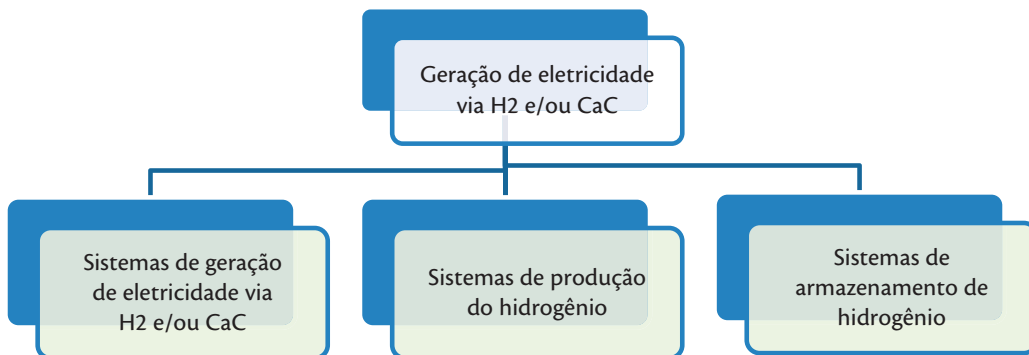 Geração de eletricidade
via H2 e/ou CaC
Sistemas de geração
de eletricidade via
H2 e/ou CaC
Sistemas de produção
do hidrogênio
Sistemas de
armazenamento de
hidrogênio